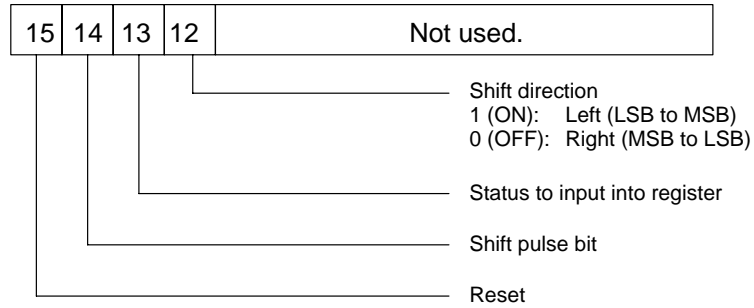 15 14 13 12 Not used.
Shift direction
1 (ON): Left (LSB to MSB)
0 (OFF): Right (MSB to LSB)
Status to input into register
Shift pulse bit
Reset